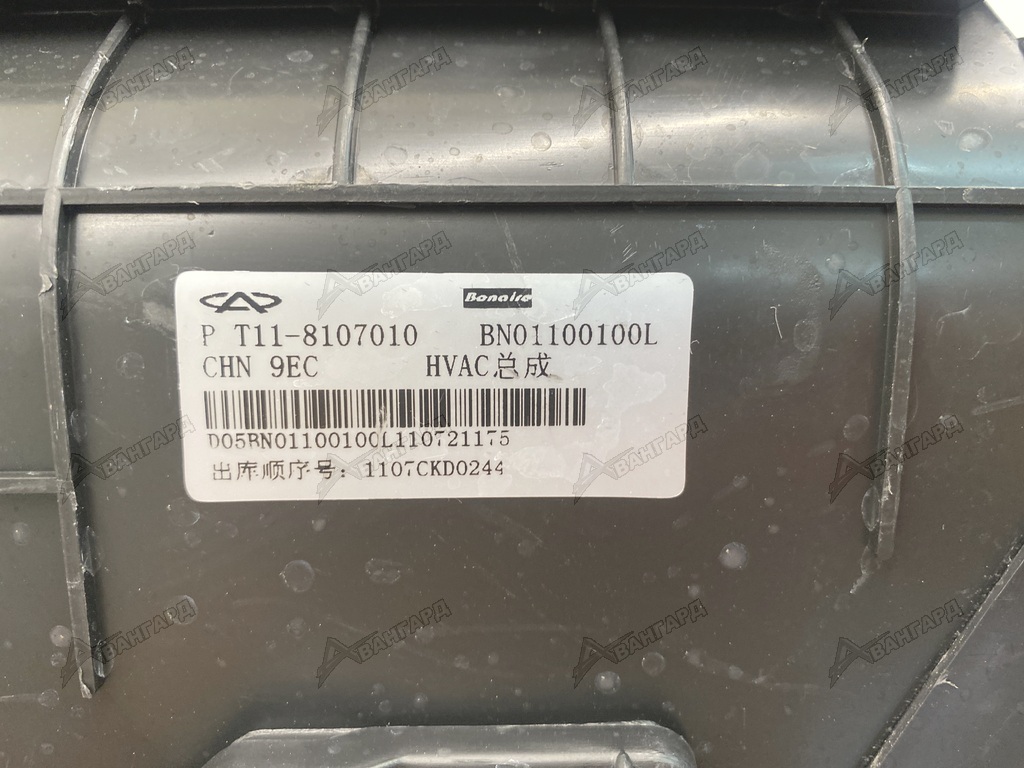 Bonaire
P T11-8107010 BN01100100L
CHN 9EC HVAC总成
D05BN01100100L110721175
出库顺序号: 1107CKD0244
АВАНГАРД